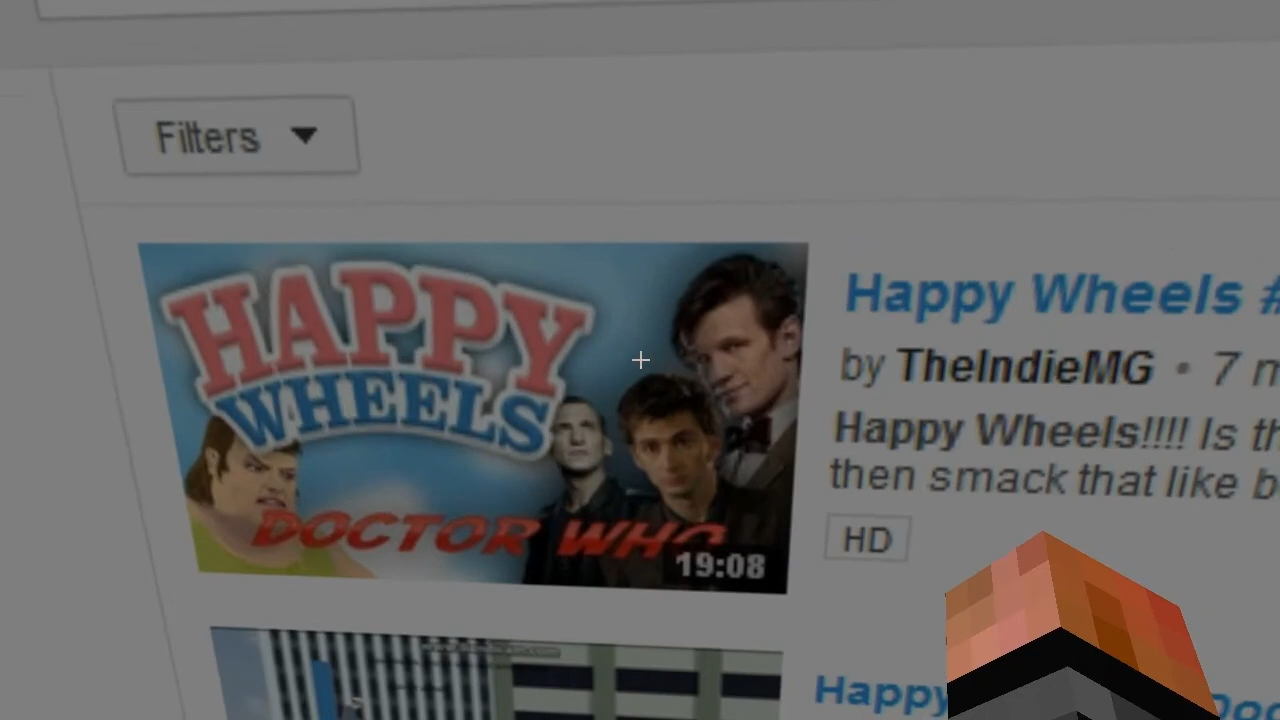 Filters
HAPPY
WHEELS
DOCTOR WHO
19:08
Happy Wheels #
by TheIndieMG • 7 m
Happy Wheels!!!! Is th
then smack that like b
HD
Happy
Doc